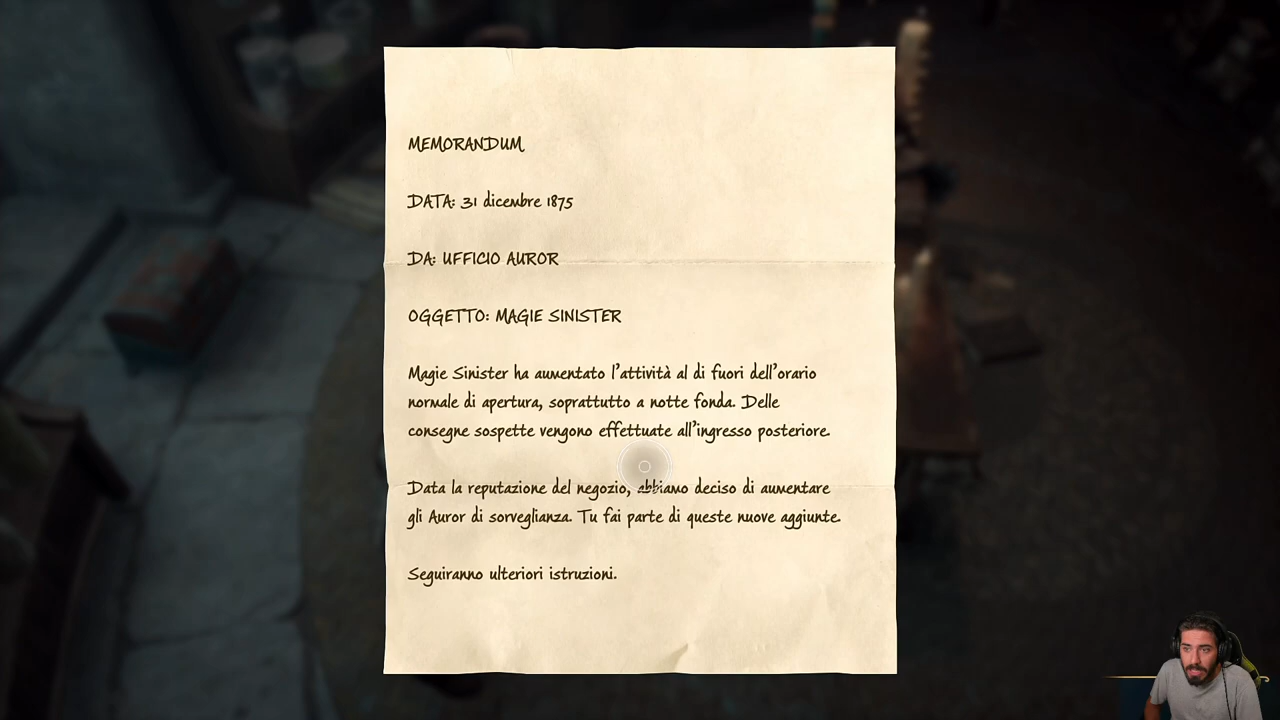 MEMORANDUM
DATA: 31 dicembre 1875
DA: UFFICIO AUROR
OGGETTO: MAGIE SINISTER
Magie Sinister ha aumentato l'attività al di fuori dell'orario
normale di apertura, soprattutto a notte fonda. Delle
consegne sospette vengono effettuate all'ingresso posteriore.
Data la reputazione del negozio, abbiamo deciso di aumentare
gli Auror di sorveglianza. Tu fai parte di queste nuove aggiunte.
Seguiranno ulteriori istruzioni.